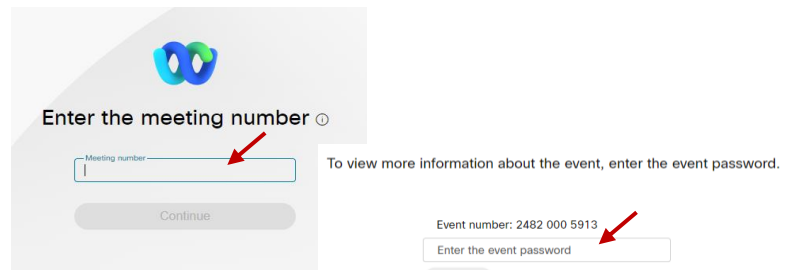 Enter the meeting number
Meeting number
Continue
To view more information about the event, enter the event password.
Event number: 2482 000 5913
Enter the event password